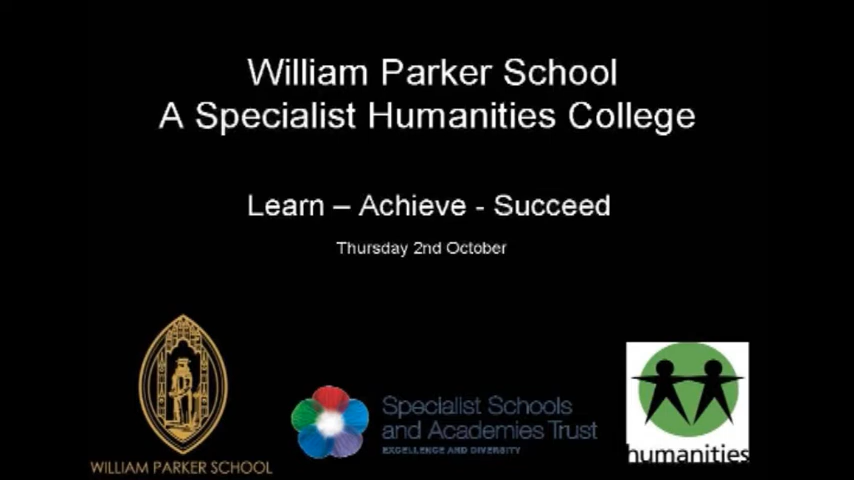 William Parker School
A Specialist Humanities College
Learn – Achieve - Succeed
Thursday 2nd October
WILLIAM PARKER SCHOOL
Specialist Schools
and Academies Trust
EXCELLENCE AND DIVERSITY
humanities